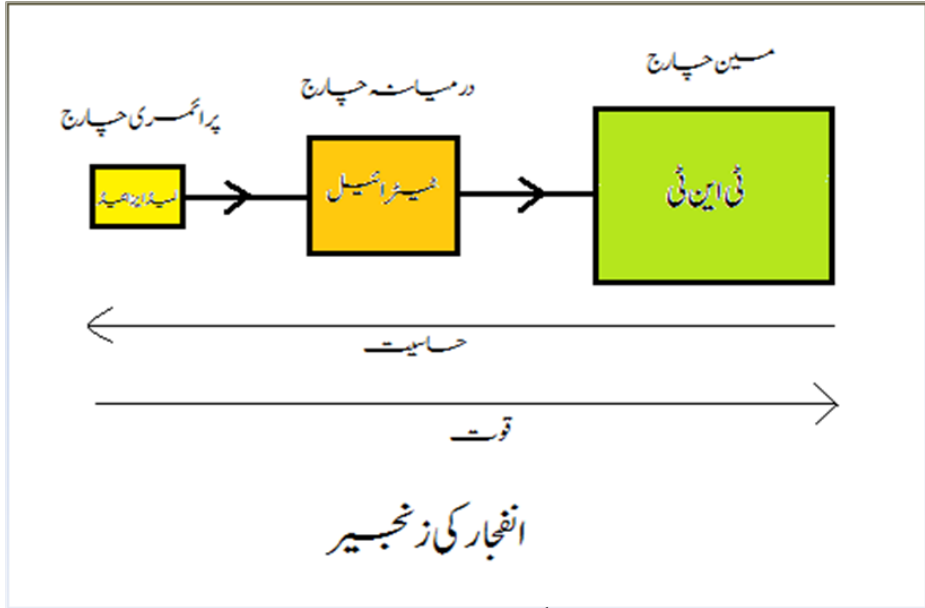 مین چارج
درمیانہ چارج
پرائمری چارج
ٹی این ٹی
ٹیٹرائیل
لیڈ ایزائیڈ
حساسیت
قوت
انفجار کی زنجیر